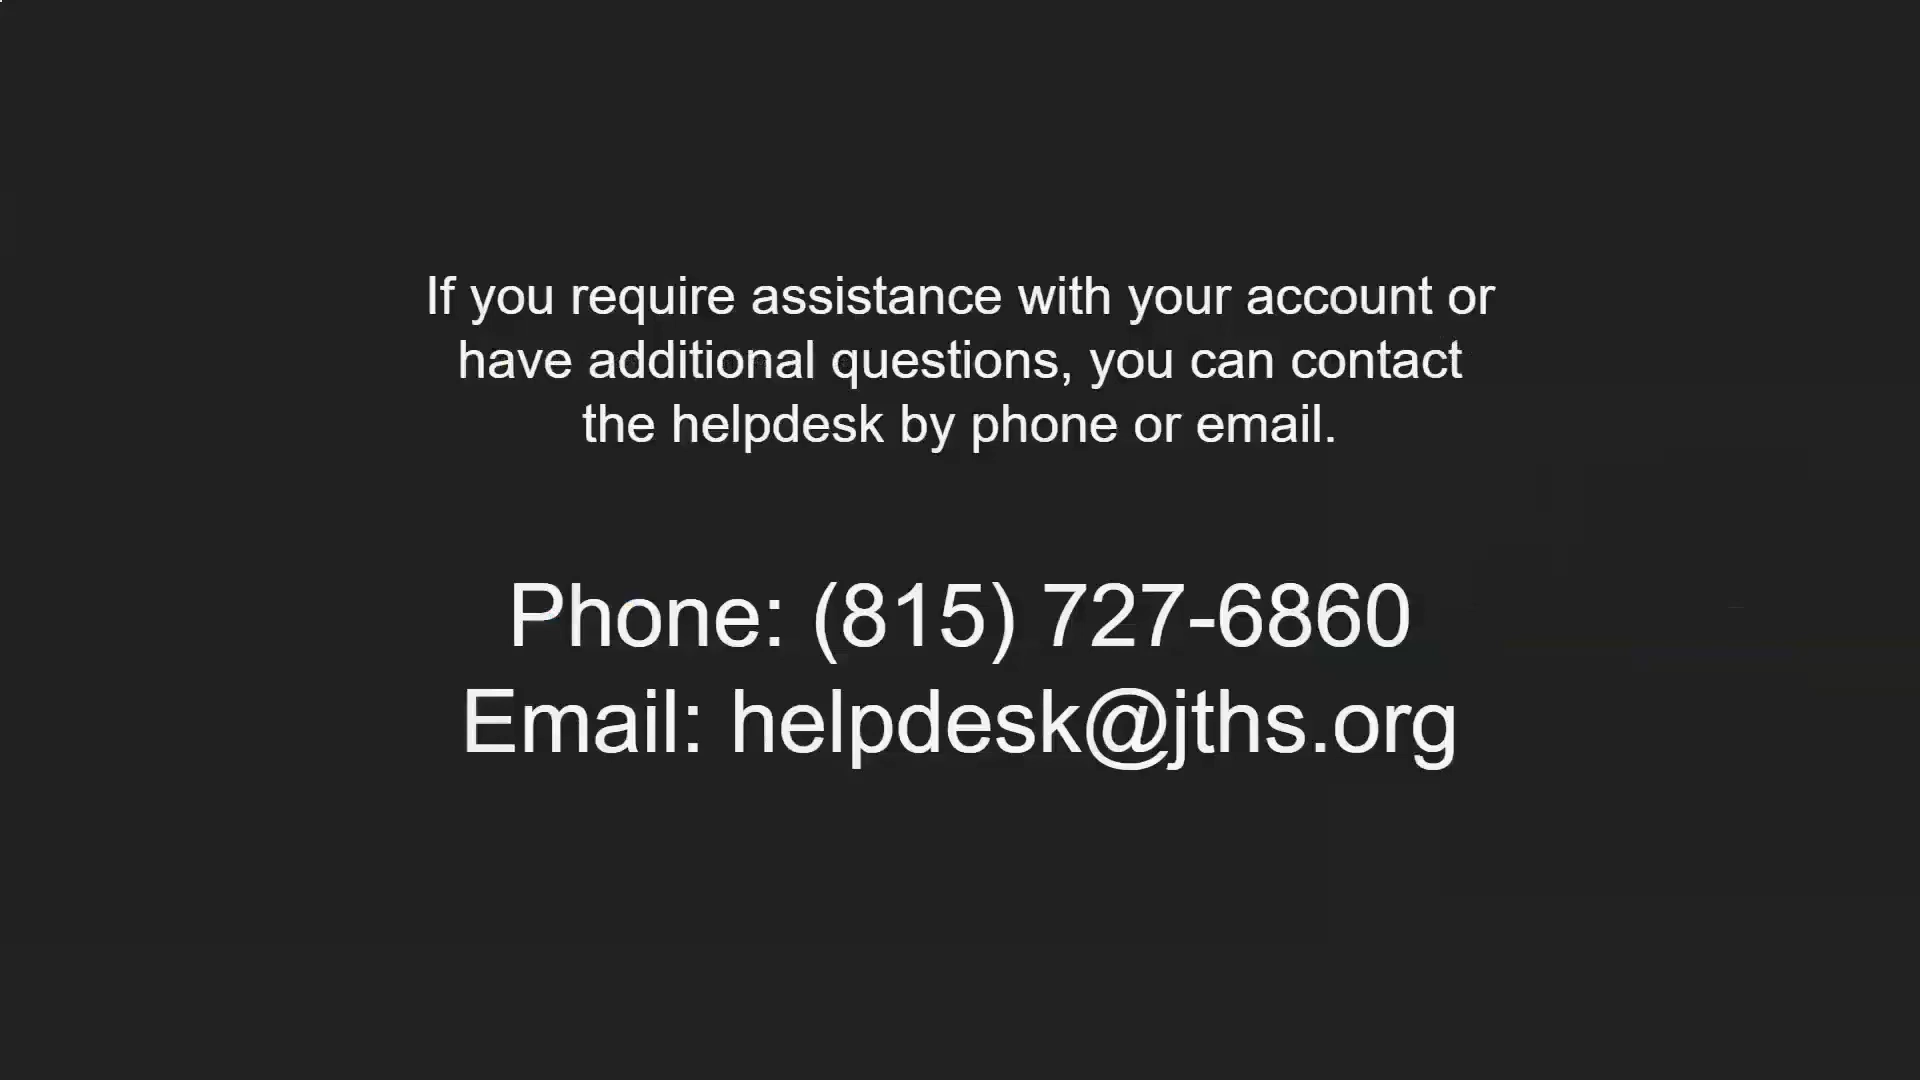 If you require assistance with your account or
have additional questions, you can contact
the helpdesk by phone or email.
Phone: (815) 727-6860
Email: helpdesk@jths.org